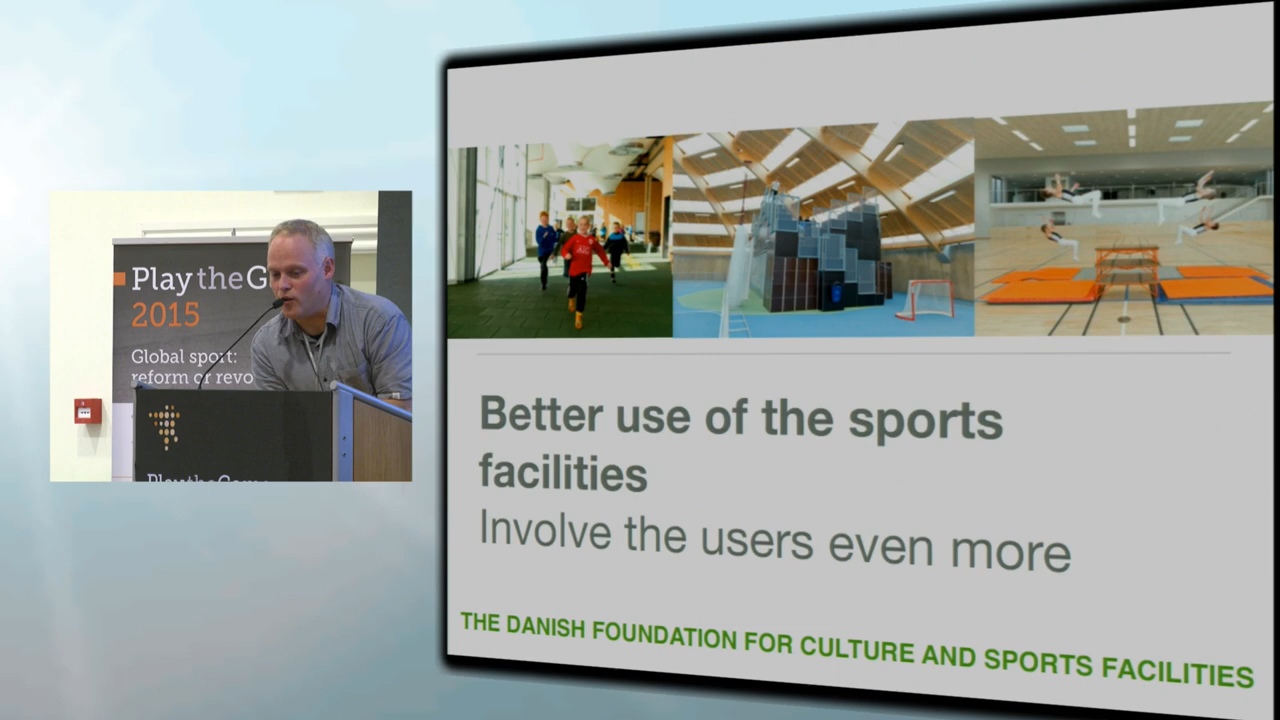 Play the G
2015
Global sport:
reform or revo
Better use of the sports
facilities
Involve the users even more
THE DANISH FOUNDATION FOR CULTURE AND SPORTS FACILITIES